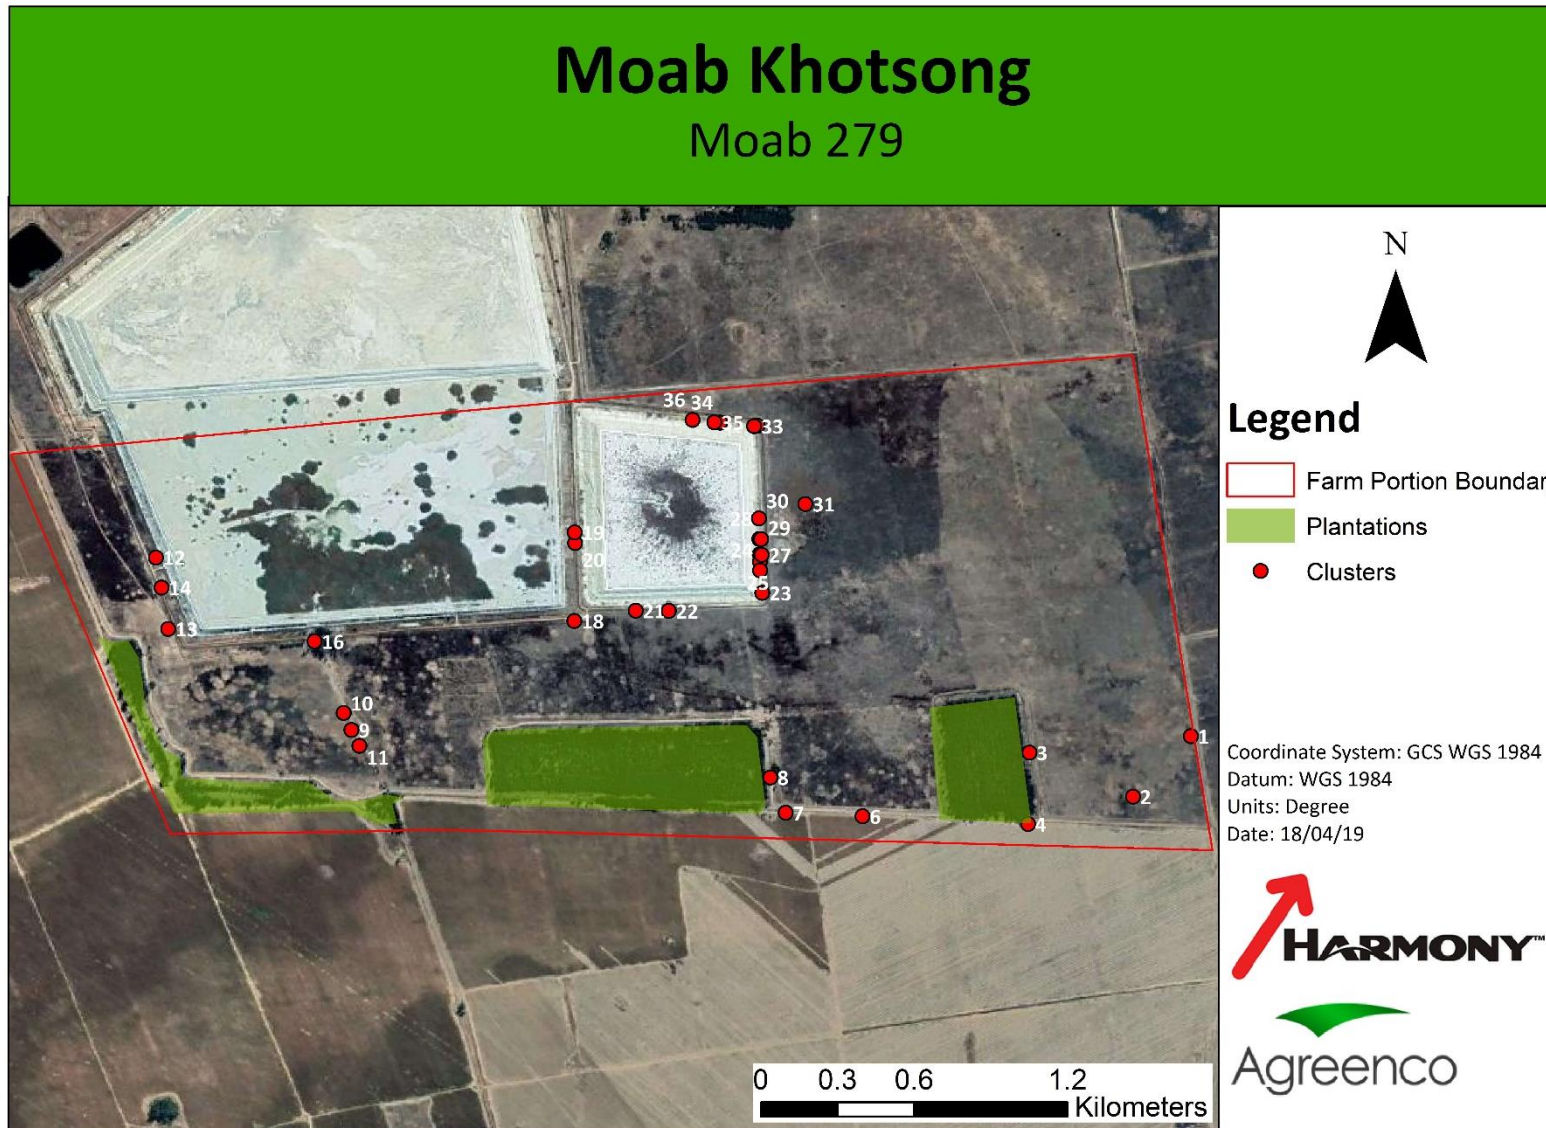 Moab Khotsong
Moab 279
N
Legend
Farm Portion Boundar
Plantations
Clusters
36 34
35
33
30
31
29
19
20
27
25
23
12
14
13
21
22
18
16
10
9
11
1
3
8
2
7
6
4
Coordinate System: GCS WGS 1984
Datum: WGS 1984
Units: Degree
Date: 18/04/19
HARMONY™
Agreenco
0 0.3 0.6 1.2
Kilometers